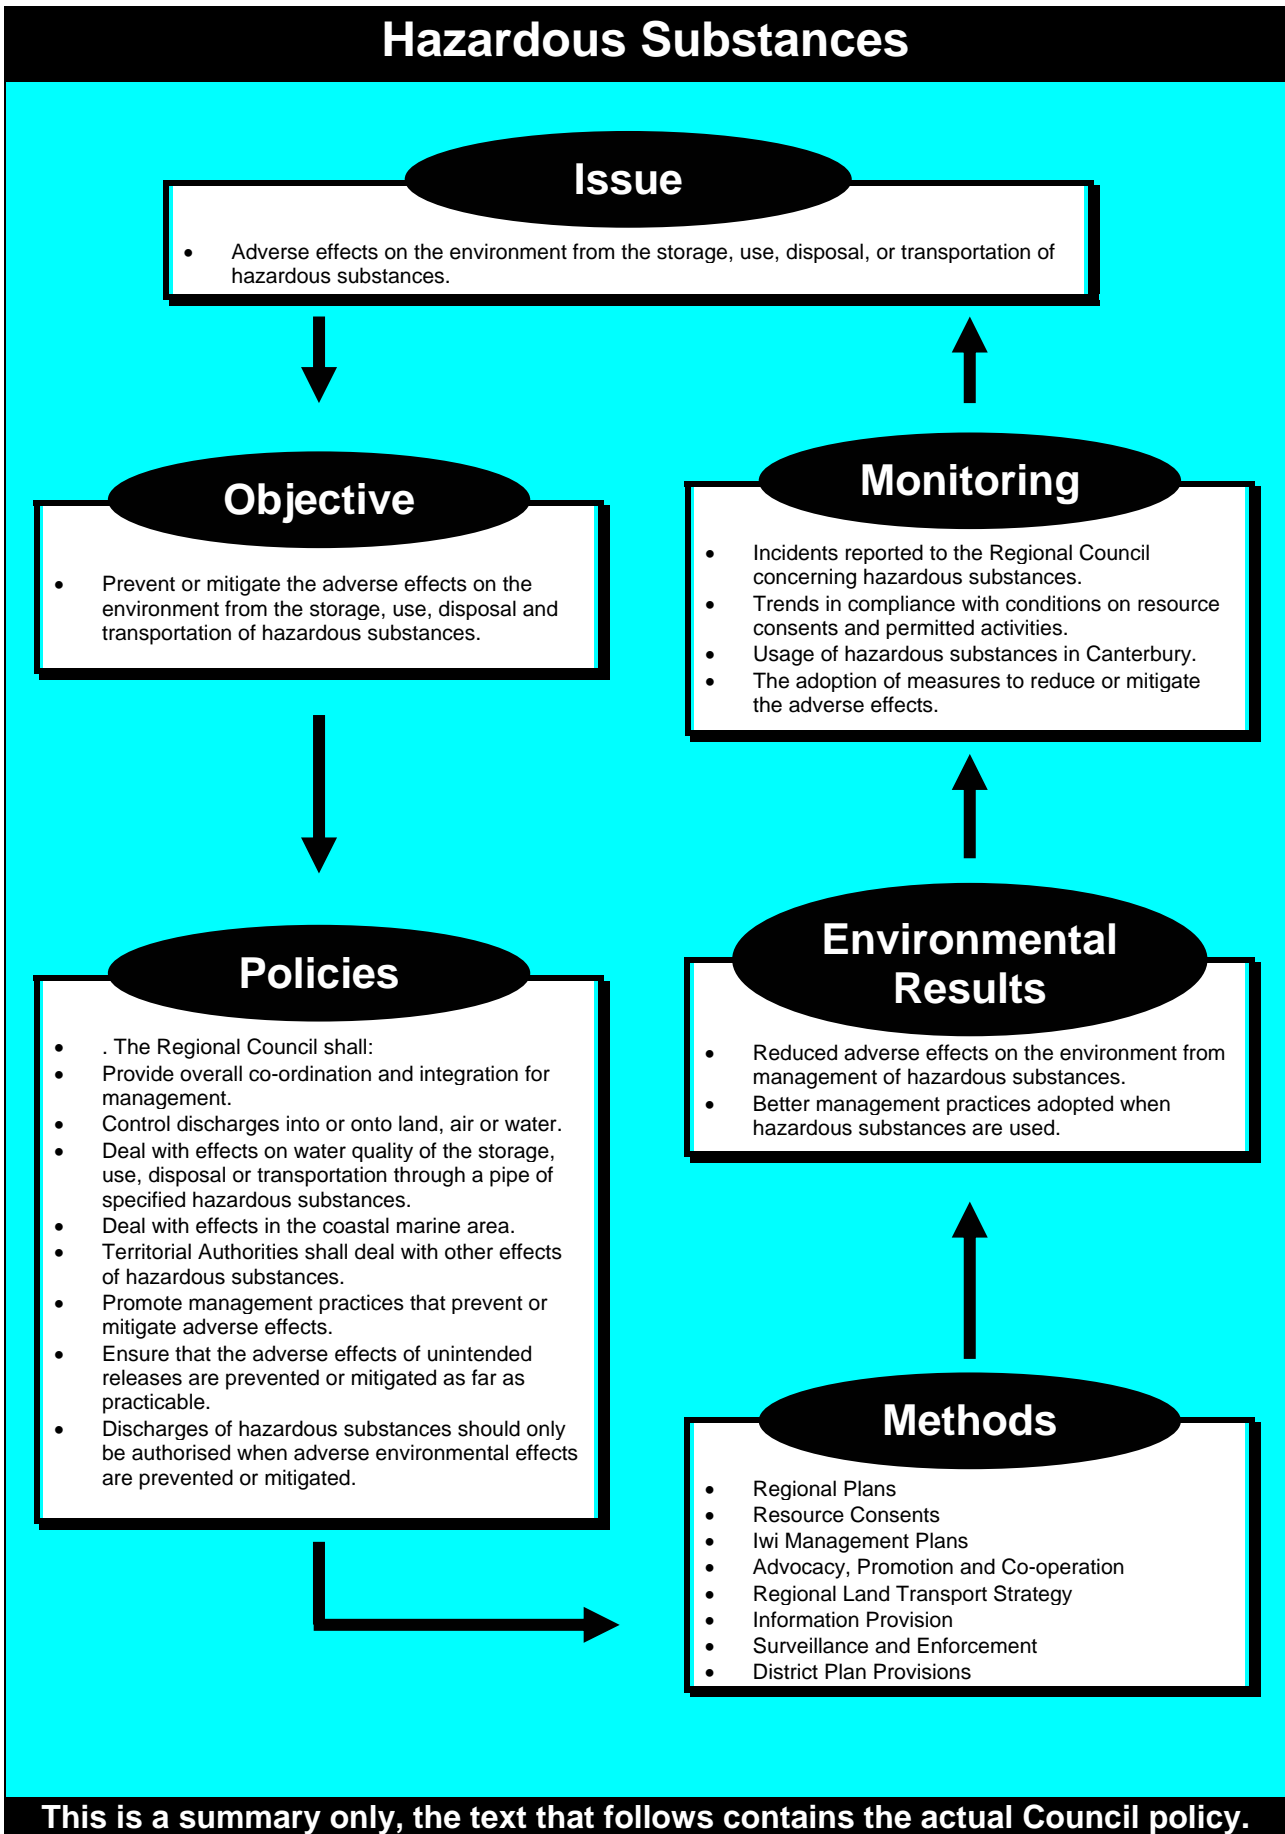 Hazardous Substances
Issue
• Adverse effects on the environment from the storage, use, disposal, or transportation of
hazardous substances.
Objective
• Prevent or mitigate the adverse effects on the
environment from the storage, use, disposal and
transportation of hazardous substances.
Policies
• . The Regional Council shall:
• Provide overall co-ordination and integration for
management.
• Control discharges into or onto land, air or water.
• Deal with effects on water quality of the storage,
use, disposal or transportation through a pipe of
specified hazardous substances.
• Deal with effects in the coastal marine area.
• Territorial Authorities shall deal with other effects
of hazardous substances.
• Promote management practices that prevent or
mitigate adverse effects.
• Ensure that the adverse effects of unintended
releases are prevented or mitigated as far as
practicable.
• Discharges of hazardous substances should only
be authorised when adverse environmental effects
are prevented or mitigated.
Methods
• Regional Plans
• Resource Consents
• Iwi Management Plans
• Advocacy, Promotion and Co-operation
• Regional Land Transport Strategy
• Information Provision
• Surveillance and Enforcement
• District Plan Provisions
Environmental
Results
• Reduced adverse effects on the environment from
management of hazardous substances.
• Better management practices adopted when
hazardous substances are used.
Monitoring
• Incidents reported to the Regional Council
concerning hazardous substances.
• Trends in compliance with conditions on resource
consents and permitted activities.
• Usage of hazardous substances in Canterbury.
• The adoption of measures to reduce or mitigate
the adverse effects.
This is a summary only, the text that follows contains the actual Council policy.